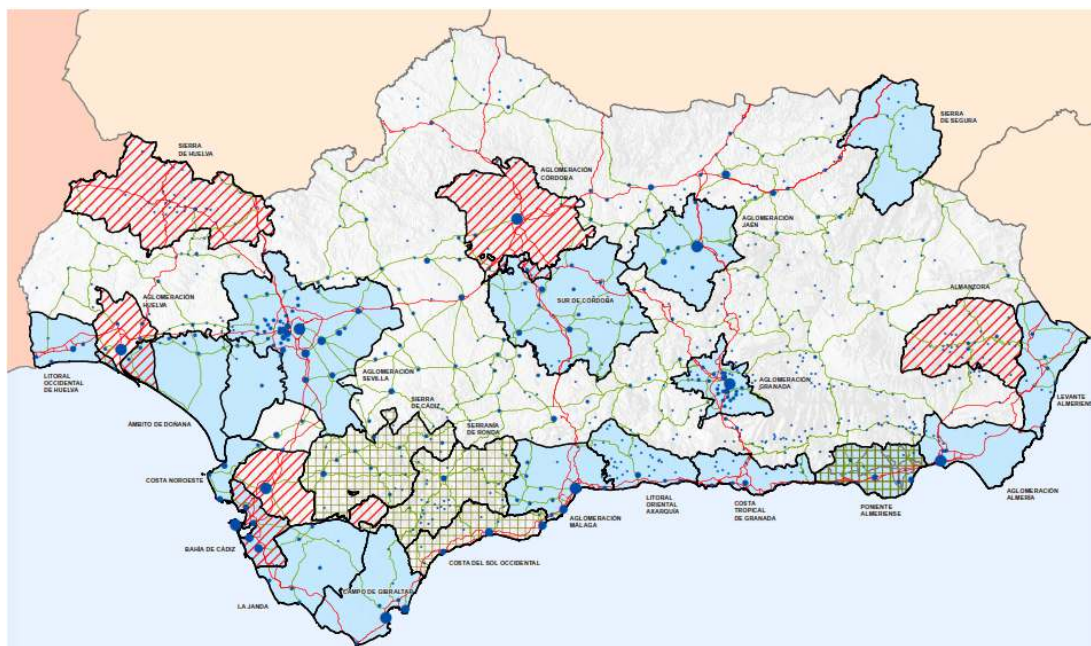 SIERRA
DE SEGURA
SIERRA
DE HUELVA
AGLOMERACIÓN
CÓRDOBA
AGLOMERACIÓN
JAÉN
ALMANZORA
AGLOMERACIÓN
HUELVA
SUR DE CÓRDOBA
LITORAL
OCCIDENTAL
DE HUELVA
AGLOMERACIÓN
SEVILLA
AGLOMERACIÓN
GRANADA
LEVANTE
ALMERIENSE
SIERRA
DE CÁDIZ
ÁMBITO DE DOÑANA
SERRANÍA
DE RONDA
COSTA NOROESTE
AGLOMERACIÓN
ALMERÍA
LITORAL
ORIENTAL
AXARQUÍA
COSTA
TROPICAL
DE GRANADA
PONIENTE
ALMERIENSE
AGLOMERACIÓN
MÁLAGA
BAHÍA DE CÁDIZ
COSTA DEL SOL OCCIDENTAL
CAMPO DE GIBRALTAR
LA JANDA